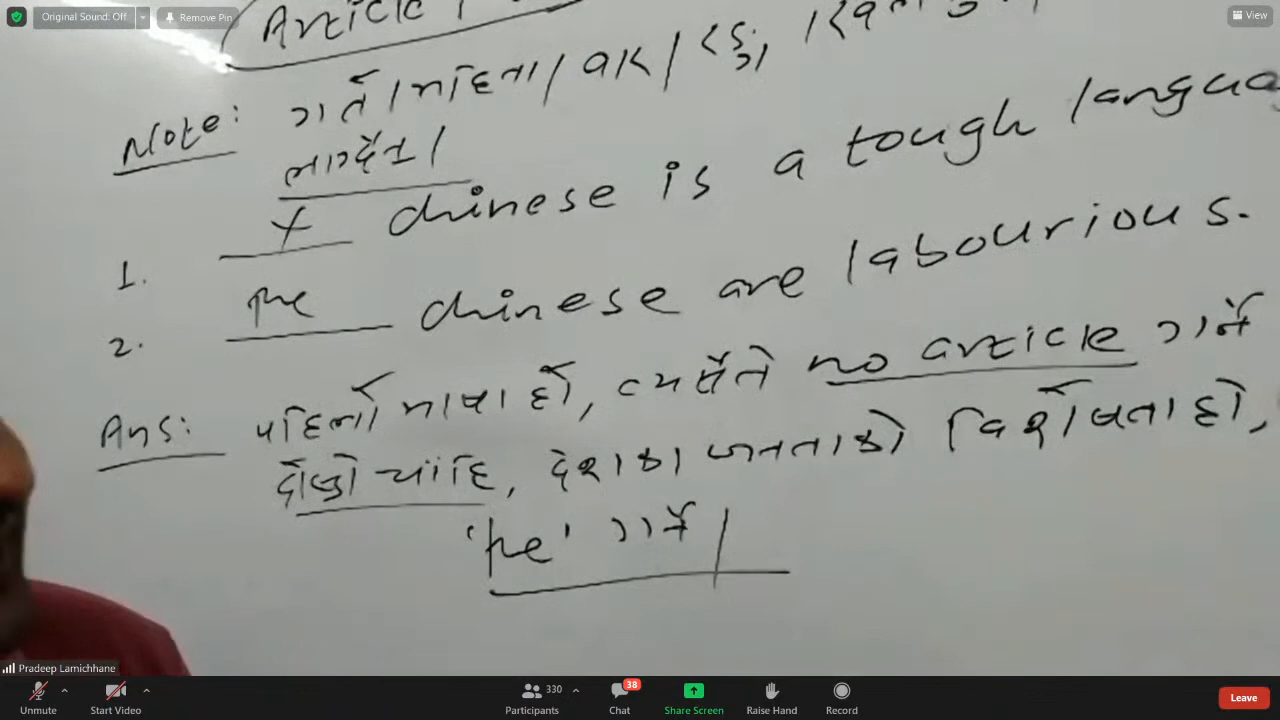 Original Sound: Off
Remove Pin
View
Article
Note:
1. x chinese is a tough langua
2. The chinese are labourious.
Ans: पहिलो भाषा हो, त्यसैले no article गर्ने
दोस्रो चाहि, देशका जनताको विशेषता हो,
'The' गर्ने।
Pradeep Lamichhane
Unmute
Start Video
330
Participants
38
Chat
Share Screen
Raise Hand
Record
Leave